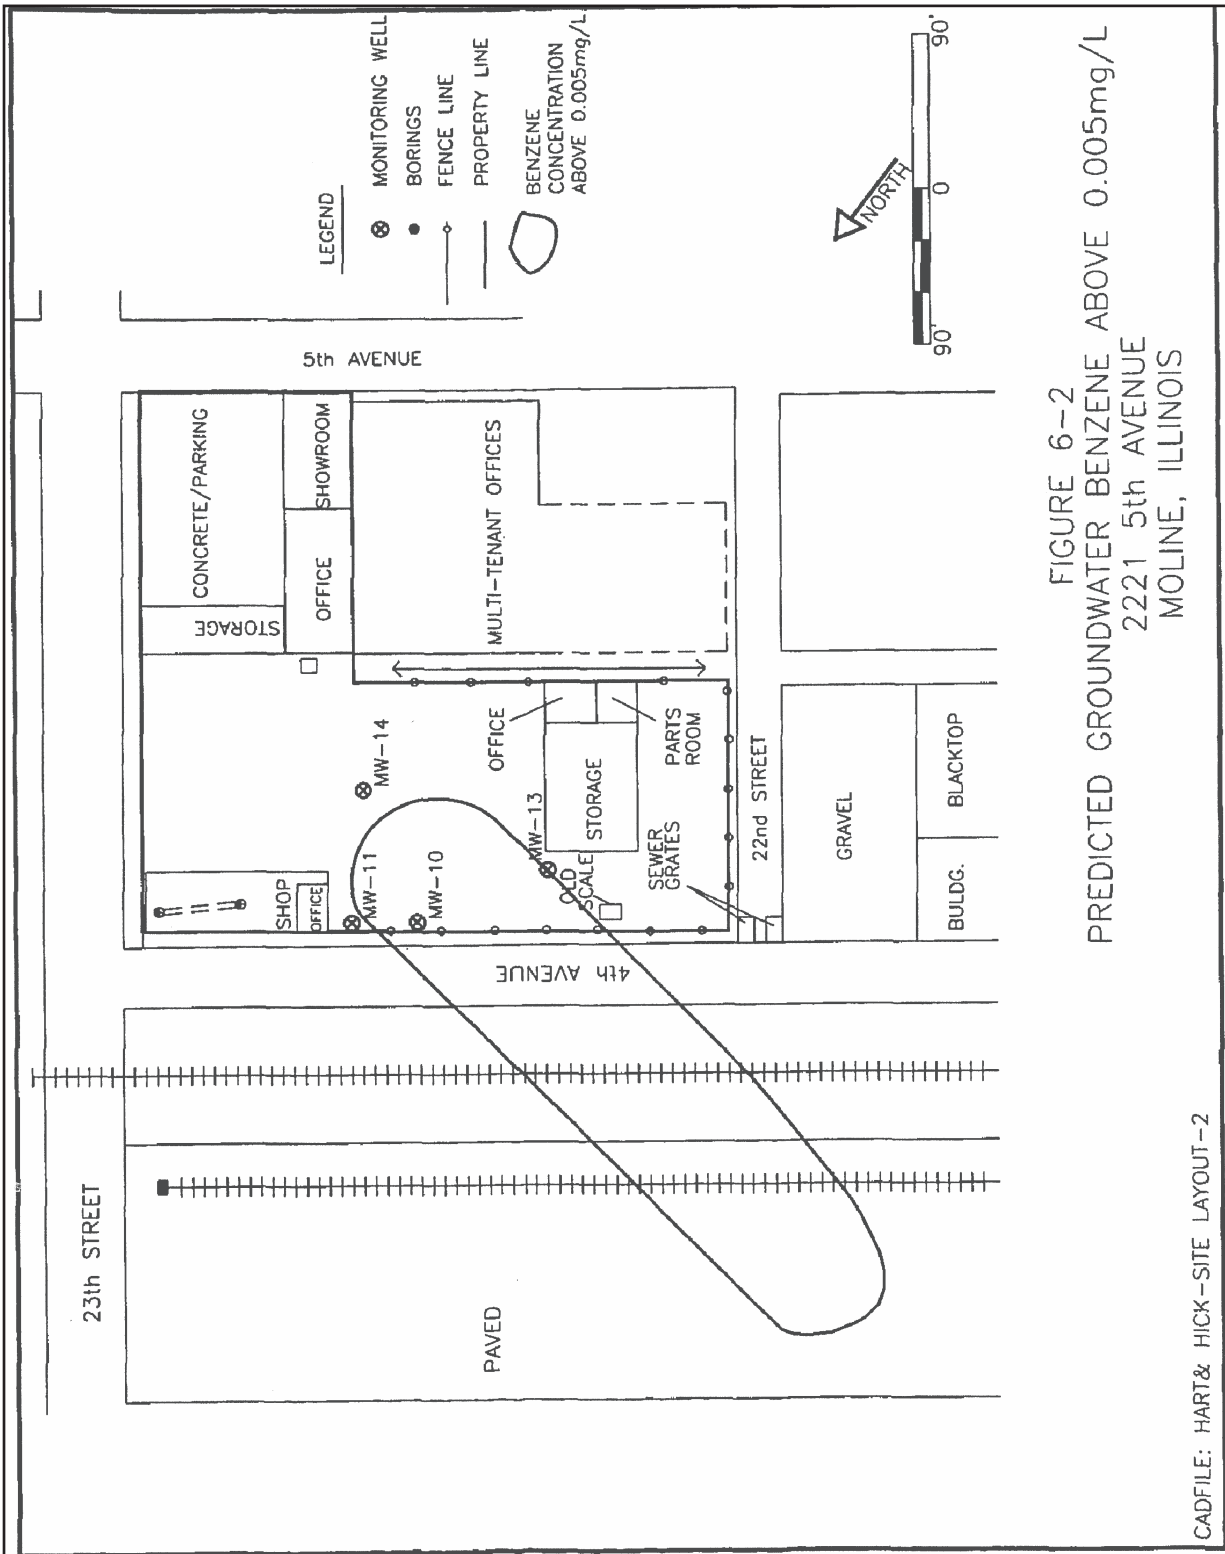 LEGEND
MONITORING WELL
BORINGS
FENCE LINE
PROPERTY LINE
BENZENE
CONCENTRATION
ABOVE 0.005mg/L
5th AVENUE
CONCRETE/PARKING
SHOWROOM
STORAGE
OFFICE
MULTI-TENANT OFFICES
MW-14
OFFICE
PARTS
ROOM
STORAGE
MW-13
OLD
SCALE
SEWER
GRATES
MW-11
MW-10
SHOP
OFFICE
4th AVENUE
22nd STREET
GRAVEL
BLACKTOP
BULDG.
23th STREET
PAVED
NORTH
90'
0
90'
FIGURE 6-2
PREDICTED GROUNDWATER BENZENE ABOVE 0.005mg/L
2221 5th AVENUE
MOLINE, ILLINOIS
CADFILE: HART& HICK-SITE LAYOUT-2